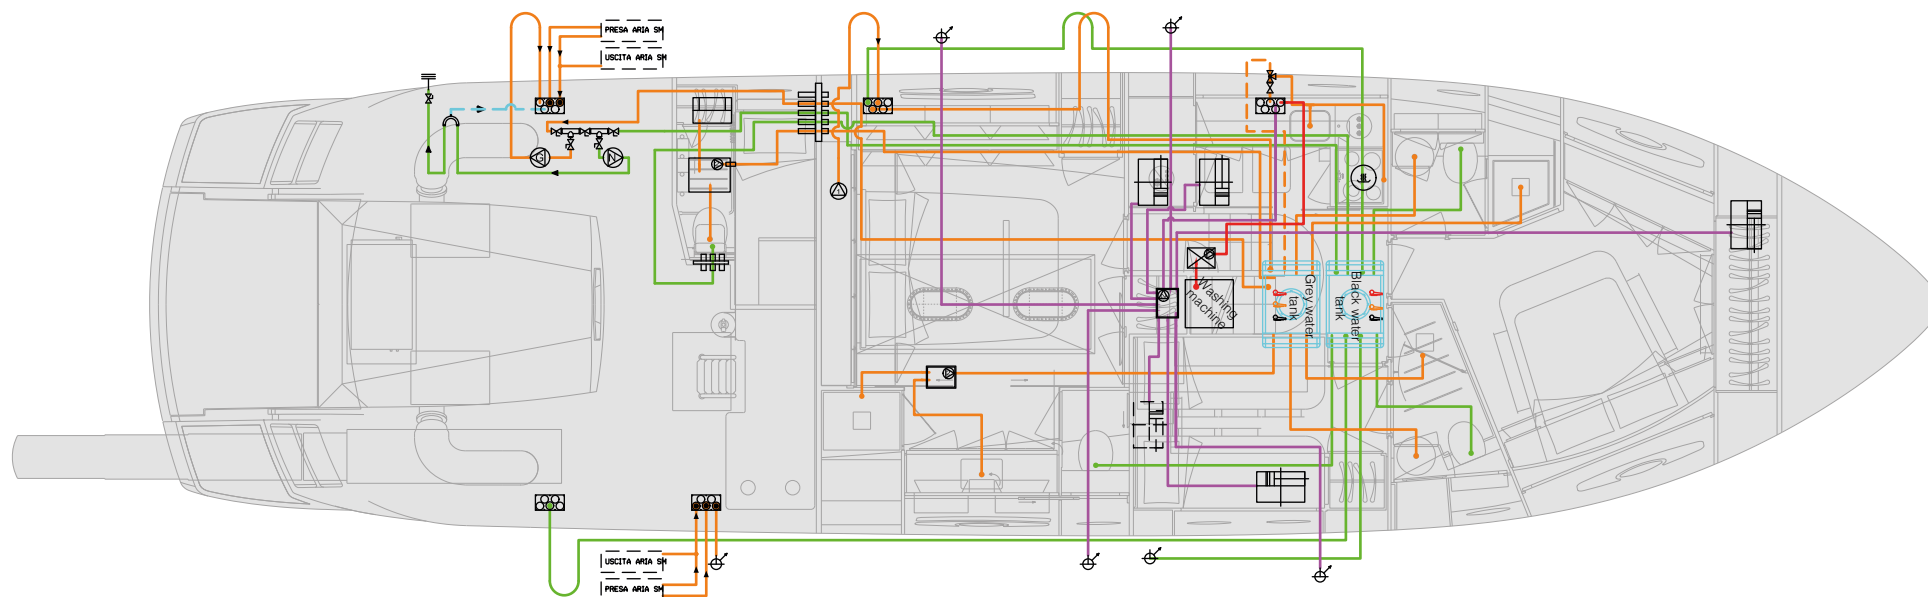 PRESA ARIA SM
USCITA ARIA SM
G
N
1
Washing
machine
Grey water
tank
Black water
tank
USCITA ARIA SM
PRESA ARIA SM